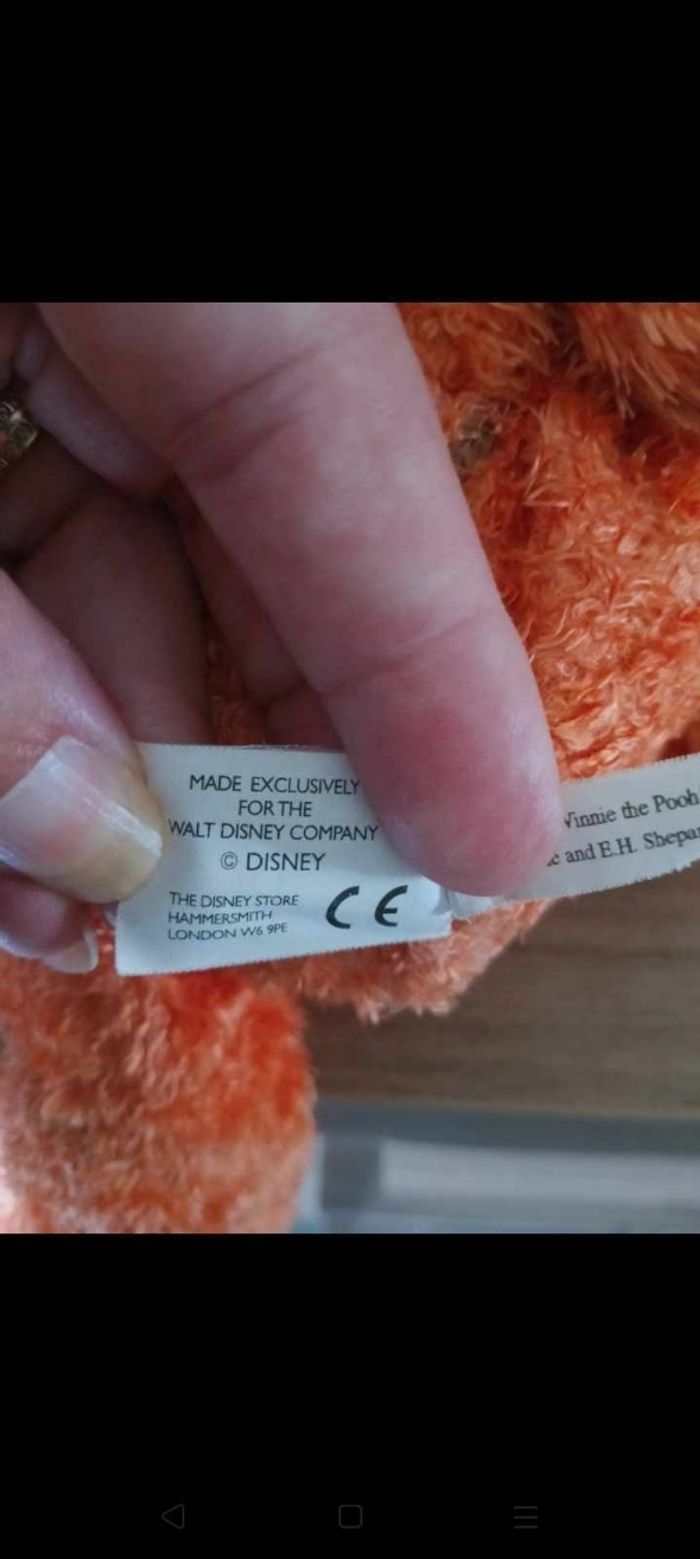 MADE EXCLUSIVELY
FOR THE
WALT DISNEY COMPANY
© DISNEY
THE DISNEY STORE
HAMMERSMITH
LONDON W6 9PE
CE
Winnie the Pooh
and E.H.